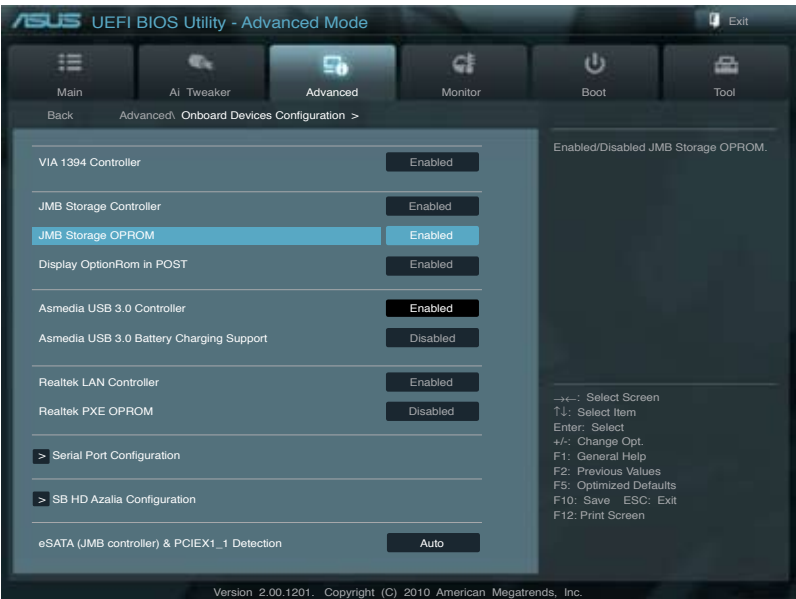 ASUS UEFI BIOS Utility - Advanced Mode
Exit
Main
Ai Tweaker
Advanced
Monitor
Boot
Tool
Back Advanced\ Onboard Devices Configuration >
VIA 1394 Controller Enabled
JMB Storage Controller Enabled
JMB Storage OPROM Enabled
Display OptionRom in POST Enabled
Asmedia USB 3.0 Controller Enabled
Asmedia USB 3.0 Battery Charging Support Disabled
Realtek LAN Controller Enabled
Realtek PXE OPROM Disabled
> Serial Port Configuration
> SB HD Azalia Configuration
eSATA (JMB controller) & PCIEX1_1 Detection Auto
Enabled/Disabled JMB Storage OPROM.
→←: Select Screen
↑↓: Select Item
Enter: Select
+/-: Change Opt.
F1: General Help
F2: Previous Values
F5: Optimized Defaults
F10: Save ESC: Exit
F12: Print Screen
Version 2.00.1201. Copyright (C) 2010 American Megatrends, Inc.